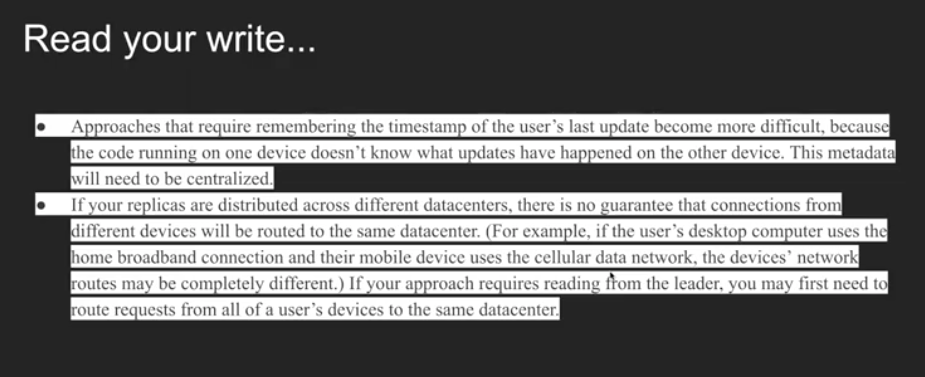 Read your write...
● Approaches that require remembering the timestamp of the user’s last update become more difficult, because
the code running on one device doesn’t know what updates have happened on the other device. This metadata
will need to be centralized.
● If your replicas are distributed across different datacenters, there is no guarantee that connections from
different devices will be routed to the same datacenter. (For example, if the user’s desktop computer uses the
home broadband connection and their mobile device uses the cellular data network, the devices’ network
routes may be completely different.) If your approach requires reading from the leader, you may first need to
route requests from all of a user’s devices to the same datacenter.